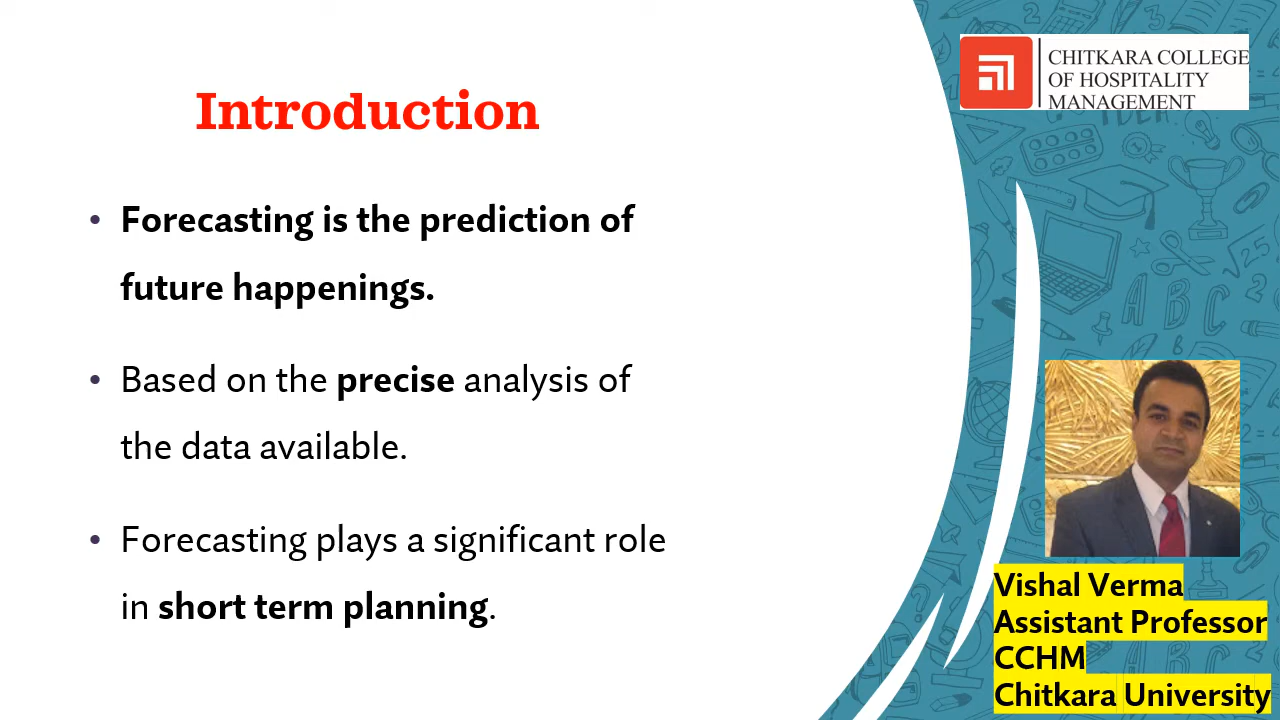 Introduction
• Forecasting is the prediction of
future happenings.
• Based on the precise analysis of
the data available.
• Forecasting plays a significant role
in short term planning.
CHITKARA COLLEGE
OF HOSPITALITY
MANAGEMENT
Vishal Verma
Assistant Professor
CCHM
Chitkara University